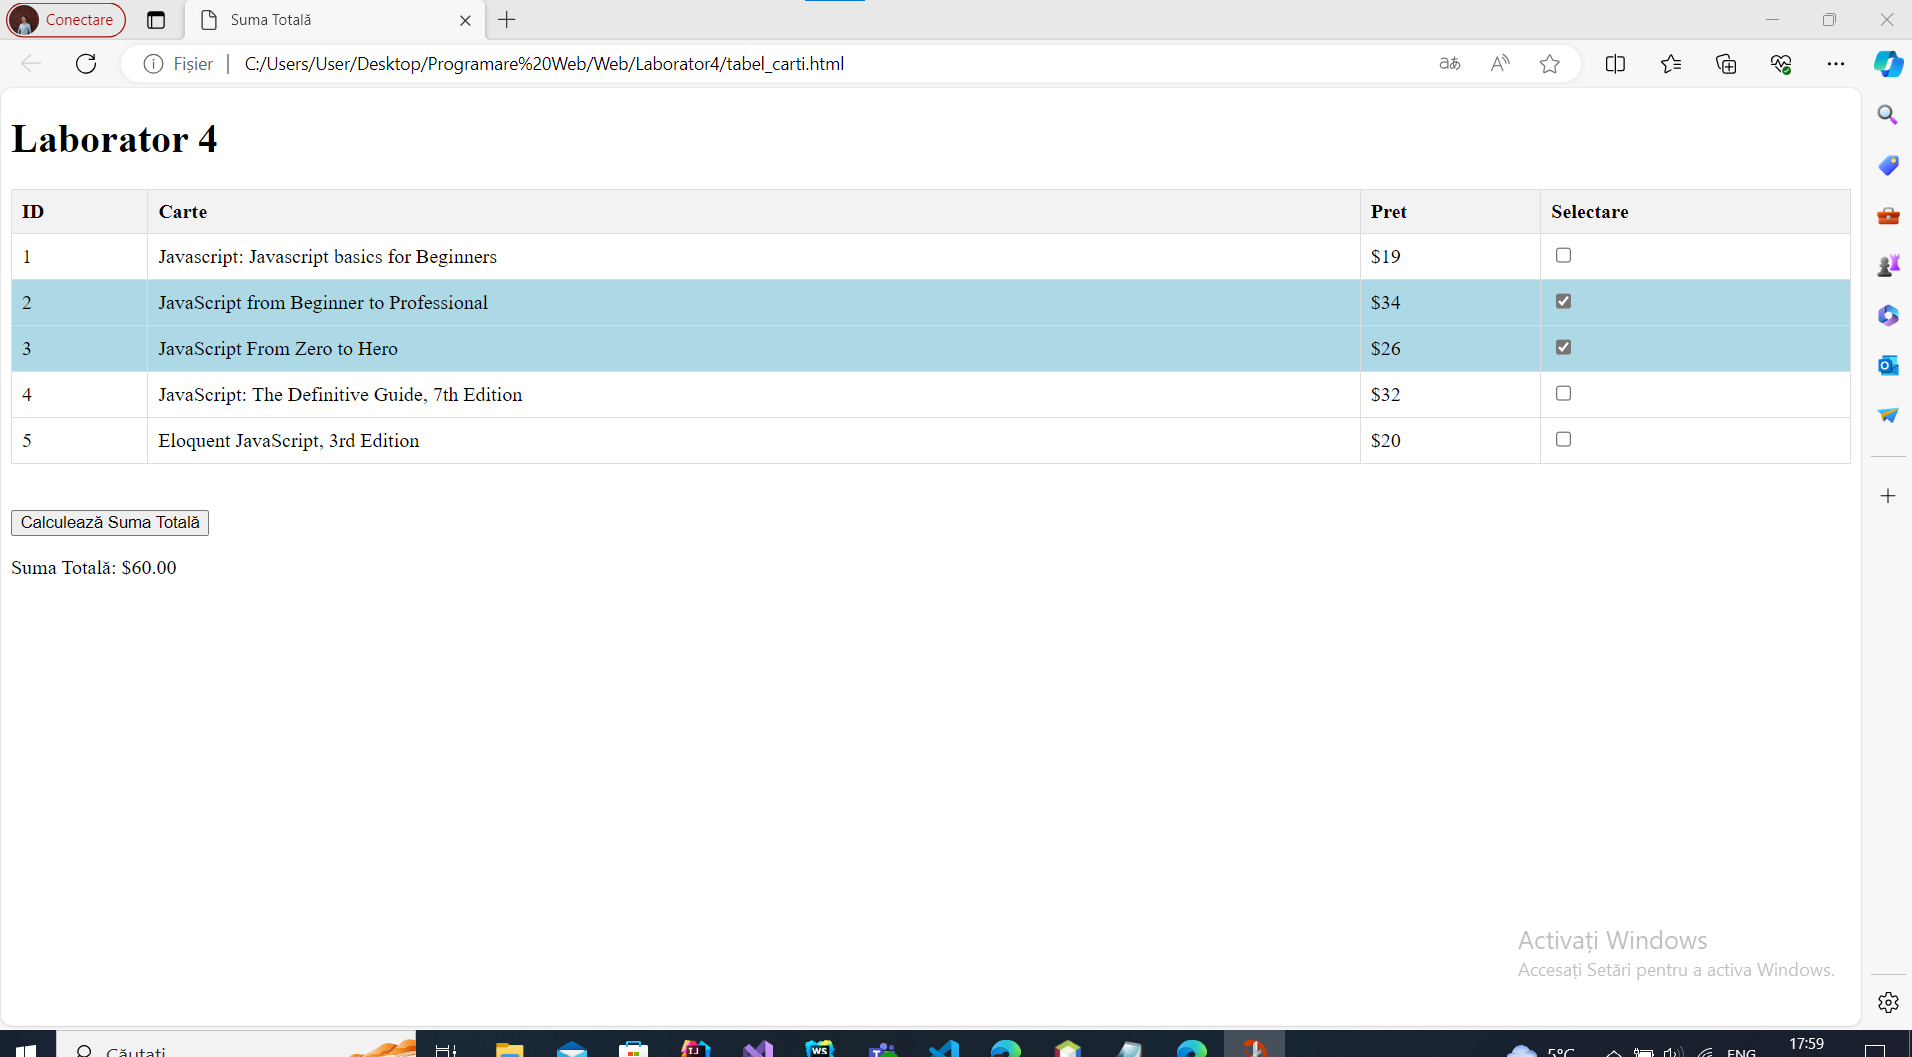 Conectare
Suma Totală
Fișier
C:/Users/User/Desktop/Programare%20Web/Web/Laborator4/tabel_carti.html
Laborator 4
ID Carte Pret Selectare
1 Javascript: Javascript basics for Beginners $19
2 JavaScript from Beginner to Professional $34
3 JavaScript From Zero to Hero $26
4 JavaScript: The Definitive Guide, 7th Edition $32
5 Eloquent JavaScript, 3rd Edition $20
Calculează Suma Totală
Suma Totală: $60.00
Activați Windows
Accesați Setări pentru a activa Windows.
Căutați
5°C
ENG
17:59